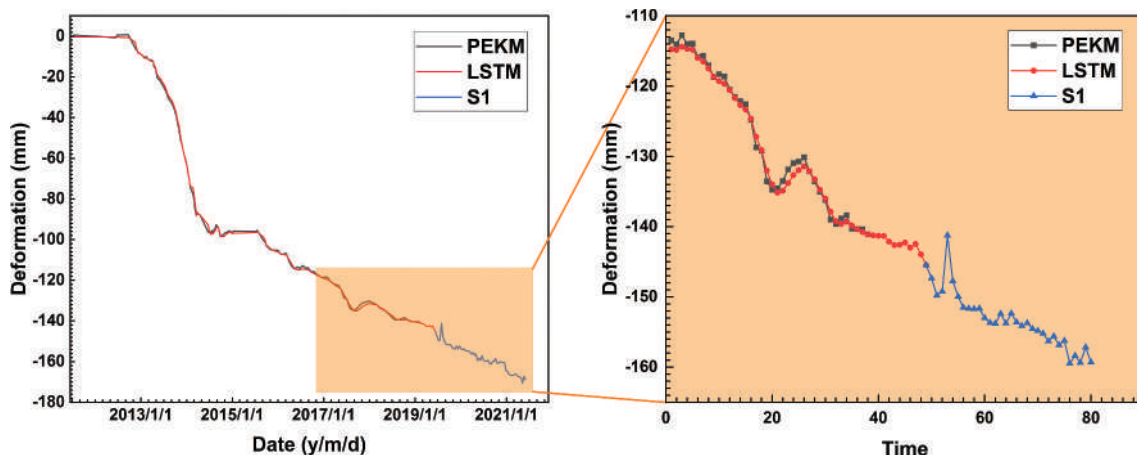 0
-20
-40
-60
-80
-100
-120
-140
-160
-180
Deformation (mm)
PEKM
LSTM
S1
2013/1/1 2015/1/1 2017/1/1 2019/1/1 2021/1/1
Date (y/m/d)
-110
-120
-130
-140
-150
-160
Deformation (mm)
PEKM
LSTM
S1
0 20 40 60 80
Time